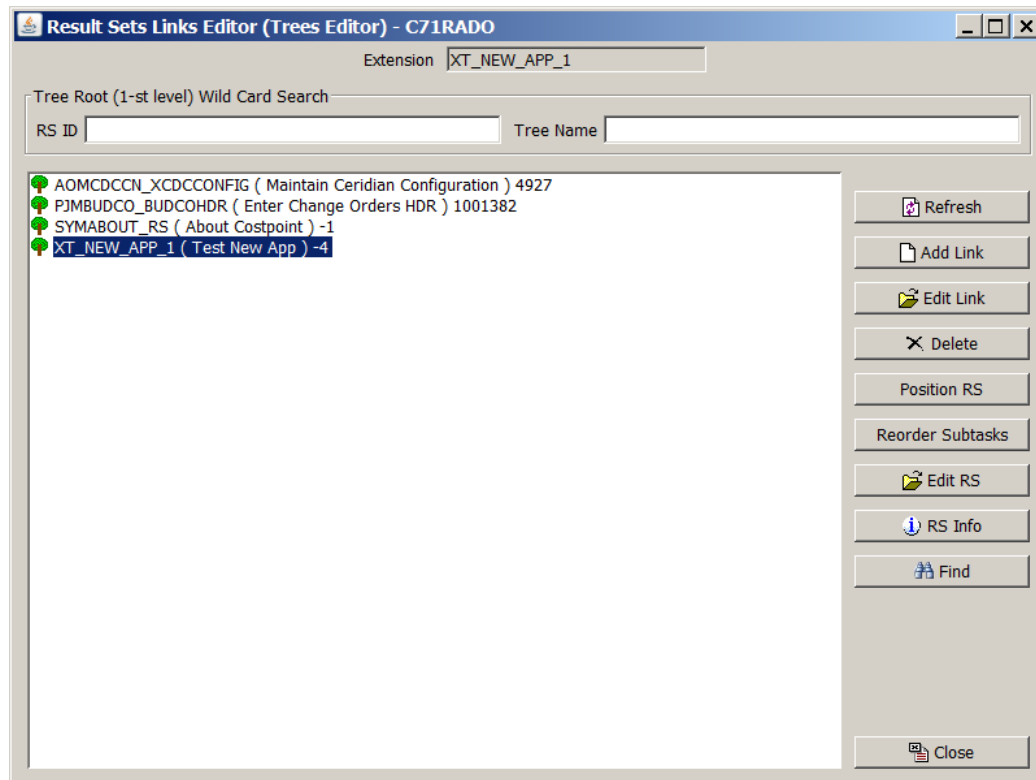 Result Sets Links Editor (Trees Editor) - C71RADO
Extension XT_NEW_APP_1
Tree Root (1-st level) Wild Card Search
RS ID Tree Name
AOMCDCCN_XCDCCONFIG ( Maintain Ceridian Configuration ) 4927
PJMBUDCO_BUDCOHDR ( Enter Change Orders HDR ) 1001382
SYMABOUT_RS ( About Costpoint ) -1
XT_NEW_APP_1 ( Test New App ) -4
Refresh
Add Link
Edit Link
Delete
Position RS
Reorder Subtasks
Edit RS
RS Info
Find
Close